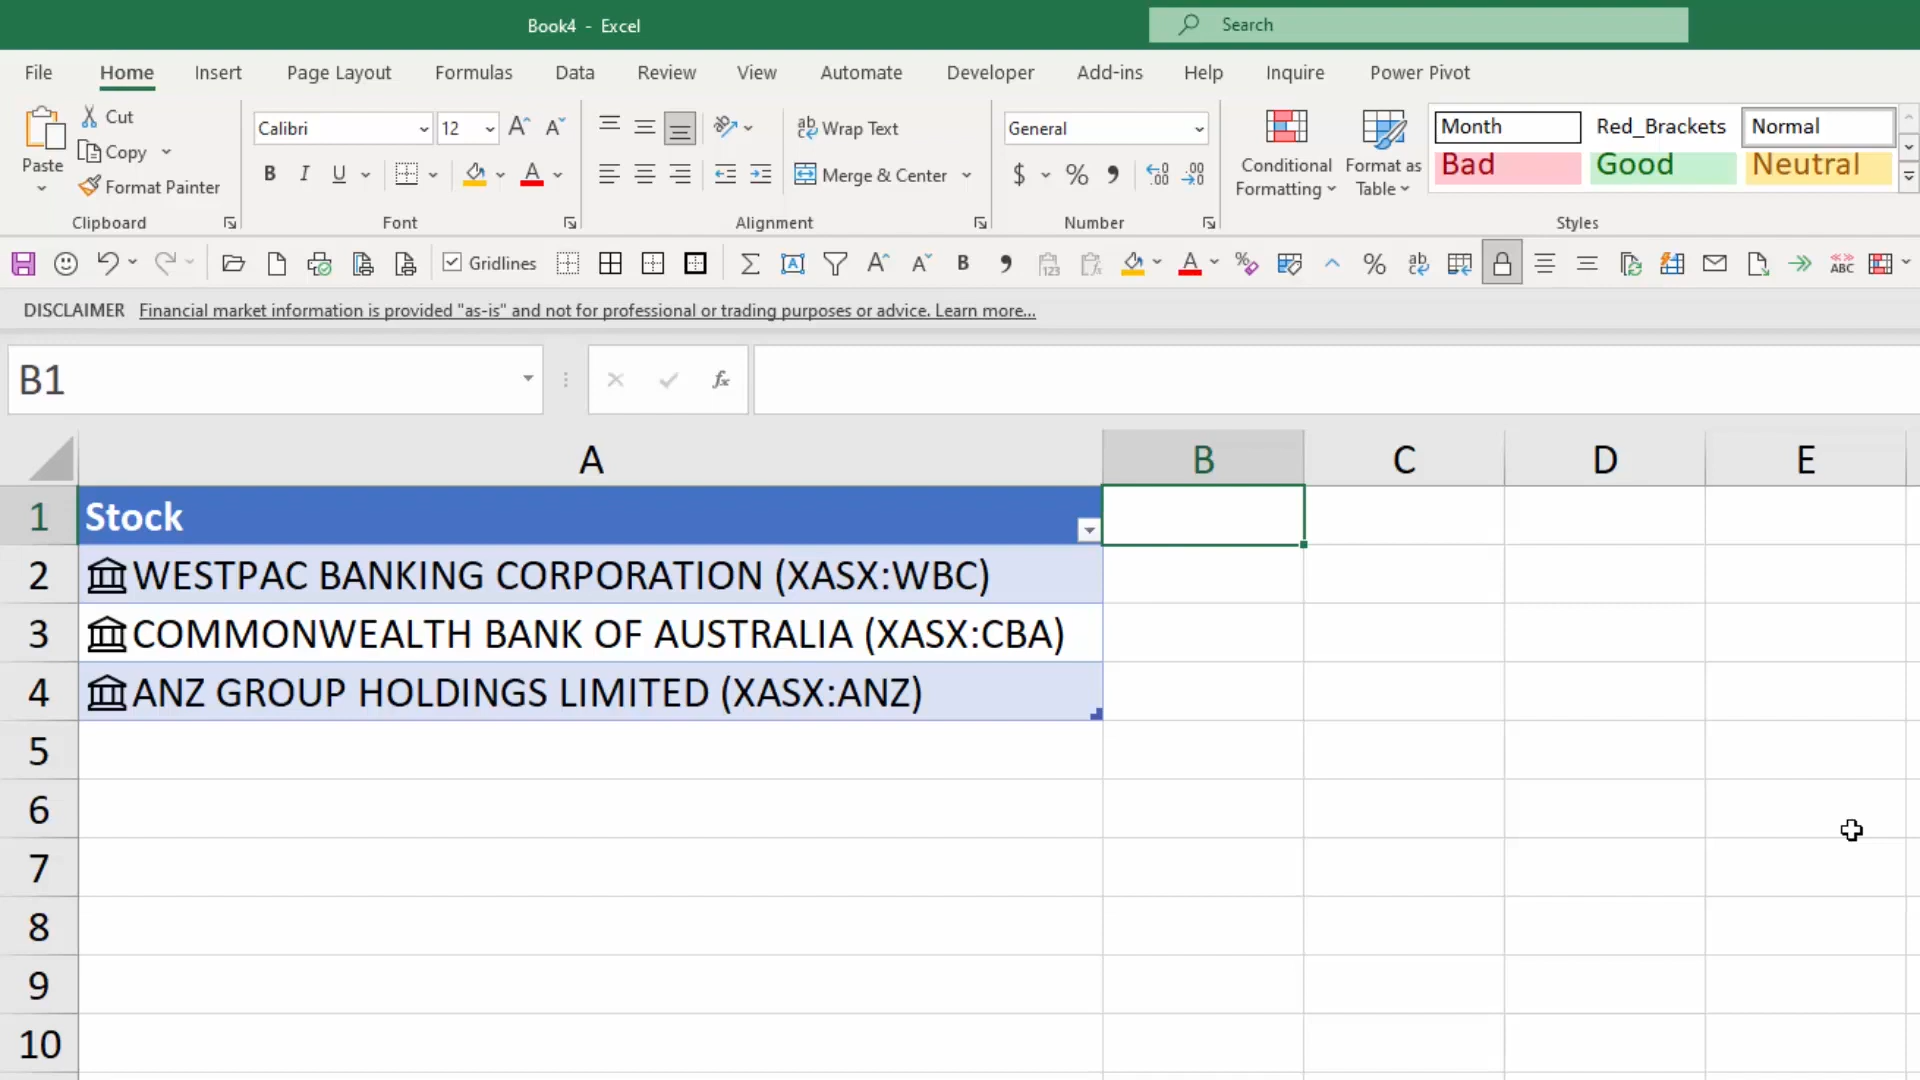 Book4 - Excel
Search
File Home Insert Page Layout Formulas Data Review View Automate Developer Add-ins Help Inquire Power Pivot
Paste
Cut
Copy
Format Painter
Clipboard
Calibri 12
B I U A
Font
Wrap Text
Merge & Center
Alignment
General
$ % 9
Number
Conditional Formatting
Format as Table
Month Red_Brackets Normal
Bad Good Neutral
Styles
Gridlines
DISCLAIMER Financial market information is provided "as-is" and not for professional or trading purposes or advice. Learn more...
B1
fx
A B C D E
1 Stock
2 WESTPAC BANKING CORPORATION (XASX:WBC)
3 COMMONWEALTH BANK OF AUSTRALIA (XASX:CBA)
4 ANZ GROUP HOLDINGS LIMITED (XASX:ANZ)
5
6
7
8
9
10